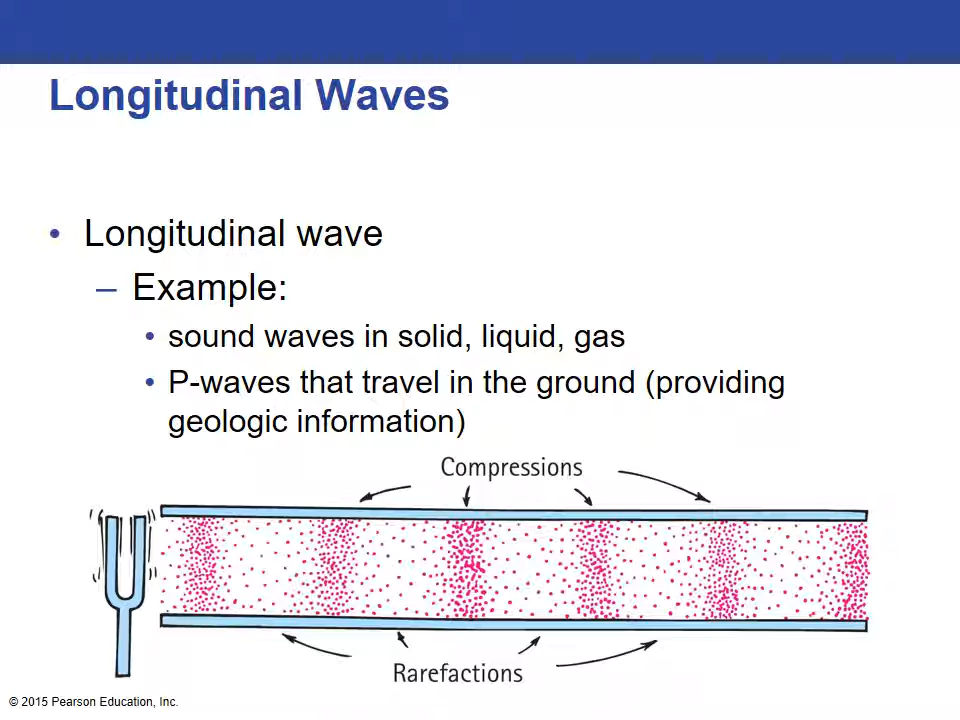 Longitudinal Waves
• Longitudinal wave
– Example:
• sound waves in solid, liquid, gas
• P-waves that travel in the ground (providing
geologic information)
Compressions
Rarefactions
© 2015 Pearson Education, Inc.